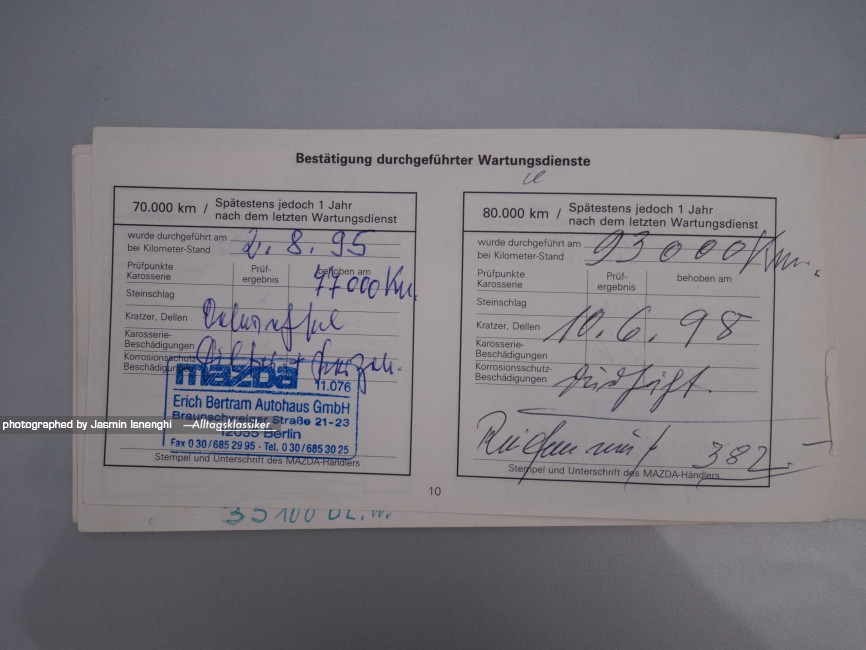 Bestätigung durchgeführter Wartungsdienste
70.000 km / Spätestens jedoch 1 Jahr
nach dem letzten Wartungsdienst
wurde durchgeführt am 2.8.95
bei Kilometer-Stand
77000 Km
Prüfpunkte
Karosserie
Prüf-
ergebnis
behoben am
Steinschlag
Kratzer, Dellen
Karosserie-
Beschädigungen
Korrosionsschutz-
mazda
11.076
Erich Bertram Autohaus GmbH
Braunschweiger Straße 21-23
12055 Berlin
Fax 0 30/685 29 95 - Tel. 0 30/685 30 25
Stempel und Unterschrift des MAZDA-Händlers
80.000 km / Spätestens jedoch 1 Jahr
nach dem letzten Wartungsdienst
wurde durchgeführt am
bei Kilometer-Stand
93000 Km.
Prüfpunkte
Karosserie
Prüf-
ergebnis
behoben am
Steinschlag
Kratzer, Dellen
10.6.98
Karosserie-
Beschädigungen
Korrosionsschutz-
Beschädigungen
382.-
Stempel und Unterschrift des MAZDA-Händlers
10
photographed by Jasmin Isnenghi —Alltagsklassiker